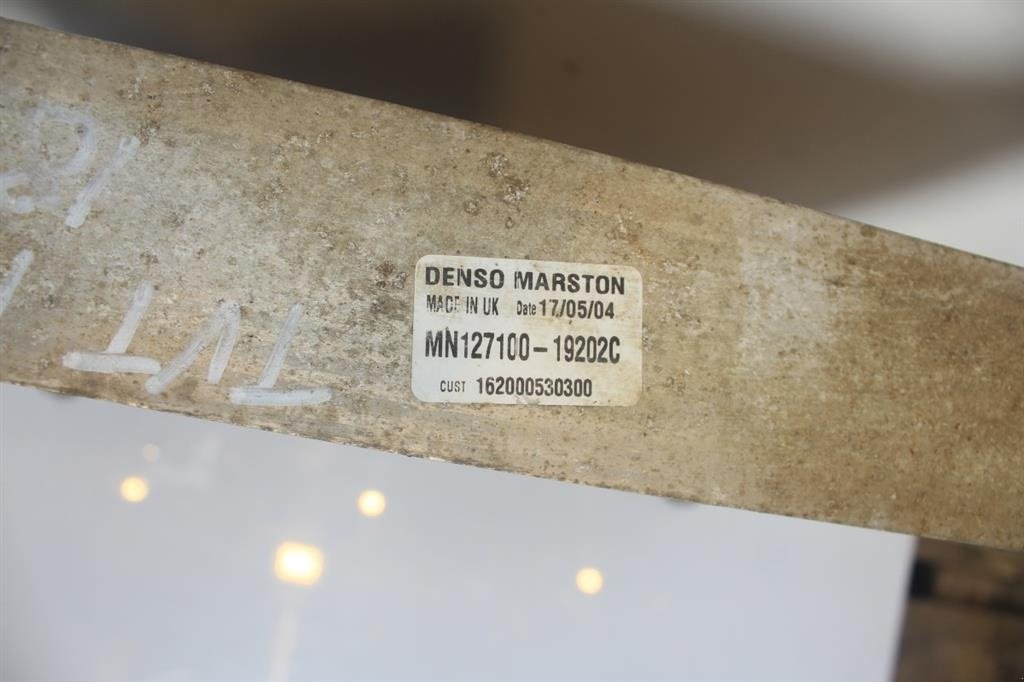 DENSO MARSTON
MADE IN UK Date 17/05/04
MN127100-19202C
CUST 162000530300